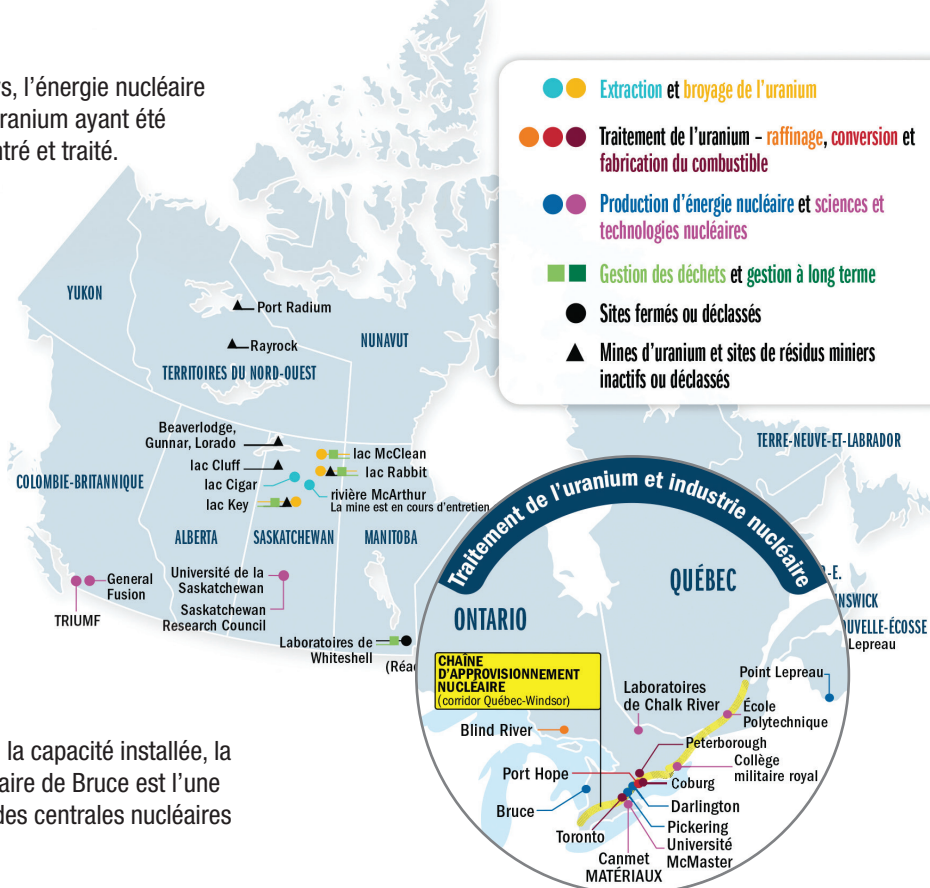 rs, l'énergie nucléaire
uranium ayant été
ntré et traité.
Extraction et broyage de l'uranium
Traitement de l'uranium – raffinage, conversion et
fabrication du combustible
Production d'énergie nucléaire et sciences et
technologies nucléaires
Gestion des déchets et gestion à long terme
Sites fermés ou déclassés
Mines d'uranium et sites de résidus miniers
inactifs ou déclassés
YUKON
Port Radium
Rayrock
NUNAVUT
TERRITOIRES DU NORD-OUEST
Beaverlodge,
Gunnar, Lorado
lac McClean
lac Cluff
lac Rabbit
lac Cigar
rivière McArthur
La mine est en cours d'entretien
lac Key
COLOMBIE-BRITANNIQUE
TERRE-NEUVE-ET-LABRADOR
ALBERTA
SASKATCHEWAN
MANITOBA
General
Fusion
TRIUMF
Université de la
Saskatchewan
Saskatchewan
Research Council
Laboratoires de
Whiteshell
(Réac
Traitement de l'uranium et industrie nucléaire
QUÉBEC
-E.
NSWICK
UVELLE-ÉCOSSE
Lepreau
ONTARIO
CHAÎNE
D'APPROVISIONNEMENT
NUCLÉAIRE
(corridor Québec-Windsor)
Point Lepreau
Laboratoires
de Chalk River
École
Polytechnique
Blind River
Peterborough
Collège
militaire royal
Port Hope
Coburg
Bruce
Darlington
Pickering
Toronto
Université
McMaster
Canmet
MATÉRIAUX
la capacité installée, la
aire de Bruce est l'une
des centrales nucléaires